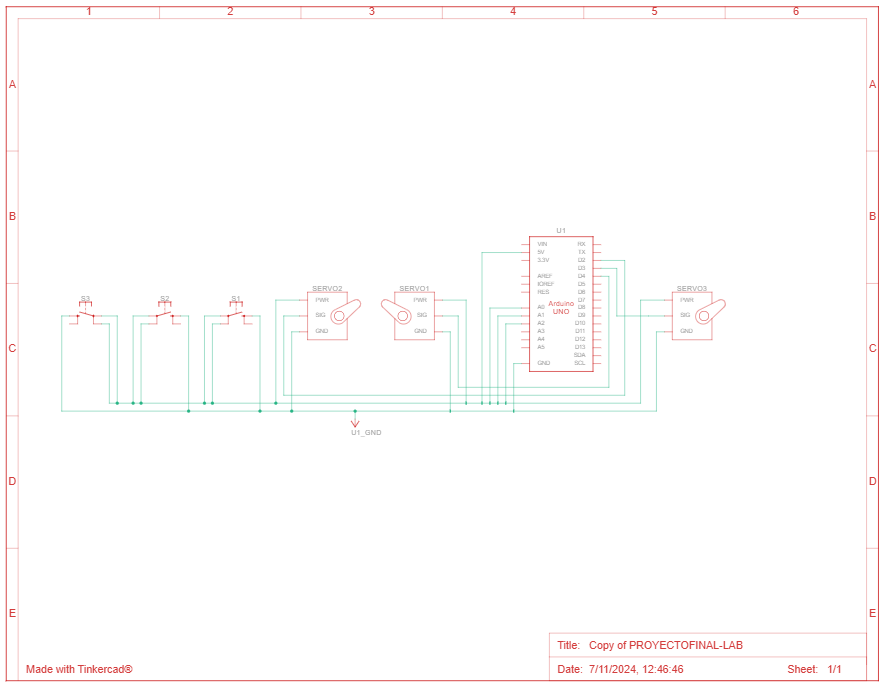 1 2 3 4 5 6
A A
B B
U1
VIN RX
5V TX
3.3V D2
D3
AREF D4
IOREF D5
RES D6
D7
A0 D8
A1 D9
A2 D10
A3 D11
A4 D12
A5 D13
SDA
GND SCL
Arduino
UNO
S3 S2 S1
SERVO2 SERVO1 SERVO3
PWR PWR PWR
SIG SIG SIG
GND GND GND
C C
U1_GND
D D
E E
Title: Copy of PROYECTOFINAL-LAB
Made with Tinkercad®
Date: 7/11/2024, 12:46:46 Sheet: 1/1